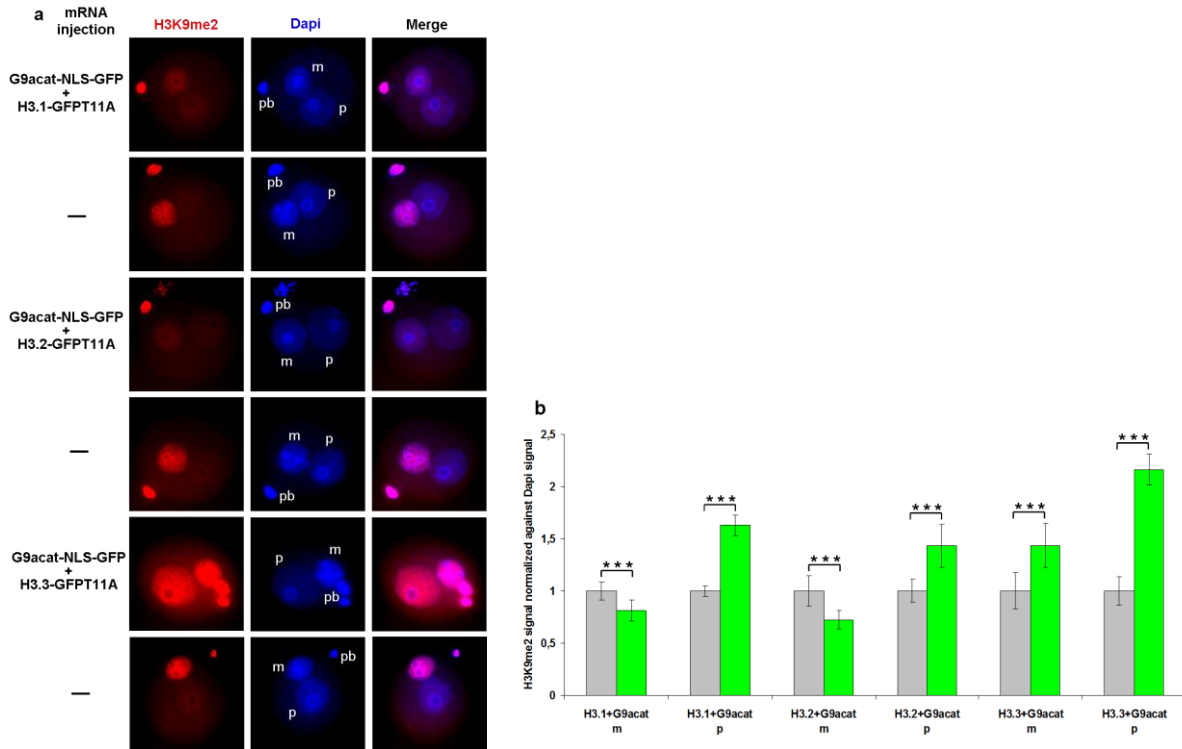 a
mRNA
injection
H3K9me2
Dapi
Merge
G9acat-NLS-GFP
+
H3.1-GFPT11A
m
pb
p
—
pb
p
m
G9acat-NLS-GFP
+
H3.2-GFPT11A
pb
m
p
—
m
p
pb
G9acat-NLS-GFP
+
H3.3-GFPT11A
p
m
pb
—
m
pb
p
b
H3K9me2 signal normalized against Dapi signal
2,5
2
1,5
1
0,5
0
***
***
***
***
***
***
H3.1+G9acat
m
H3.1+G9acat
p
H3.2+G9acat
m
H3.2+G9acat
p
H3.3+G9acat
m
H3.3+G9acat
p